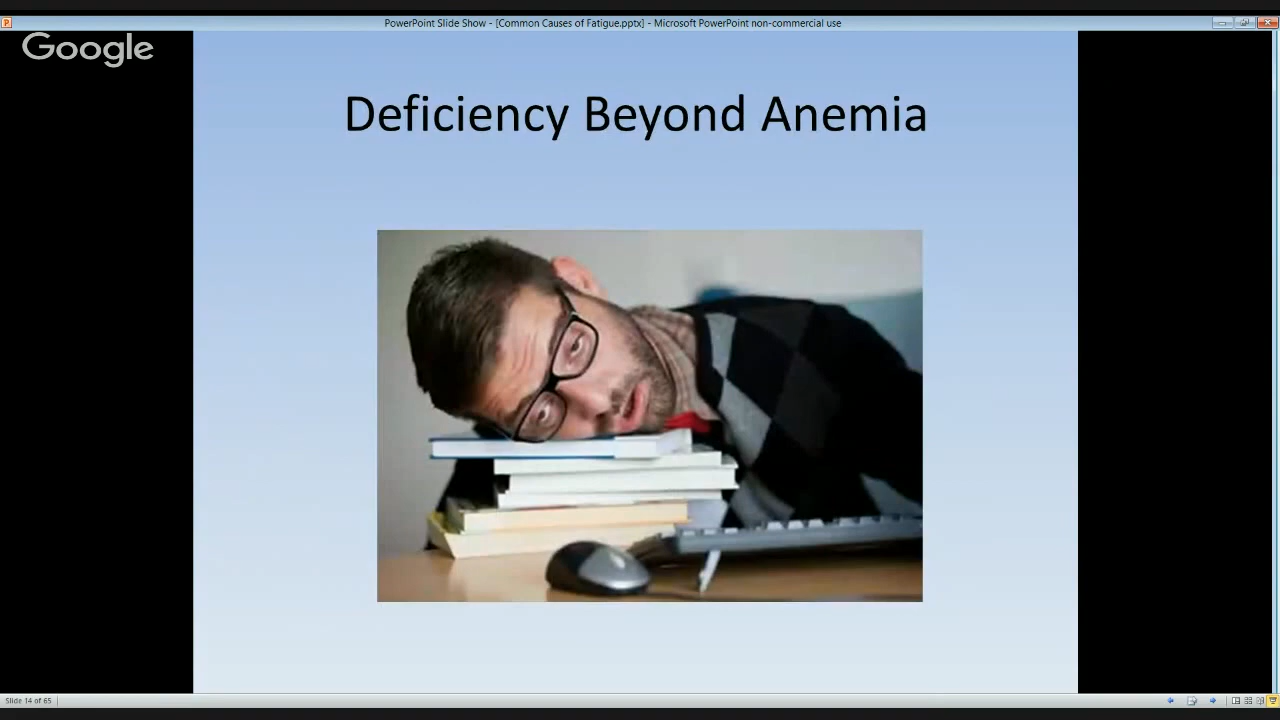 PowerPoint Slide Show - [Common Causes of Fatigue.pptx] - Microsoft PowerPoint non-commercial use
Google
Deficiency Beyond Anemia
Slide 14 of 65